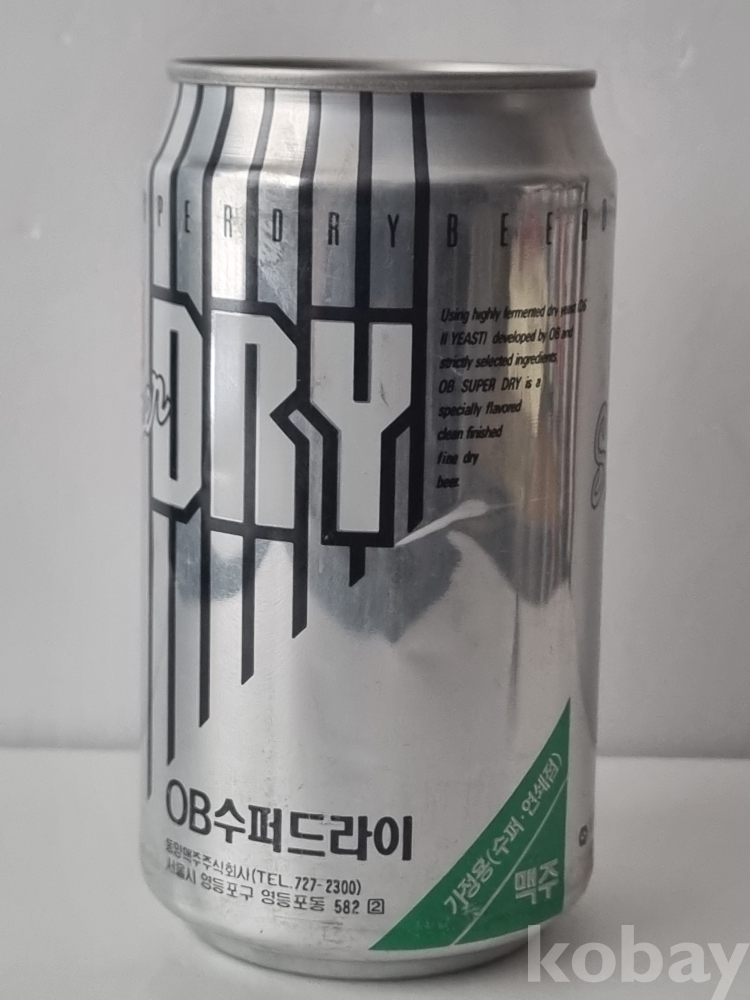 PERDRYBEER
DRY
Using highly fermented dry yeast OB
II YEAST) developed by OB and
strictly selected ingredients.
OB SUPER DRY is a
specially flavored
clean finished
fine dry
beer.
OB수퍼드라이
동양맥주주식회사(TEL.727-2300)
서울시 영등포구 영등포동 582 2
가정용(수퍼·연쇄점)
맥주
kobay